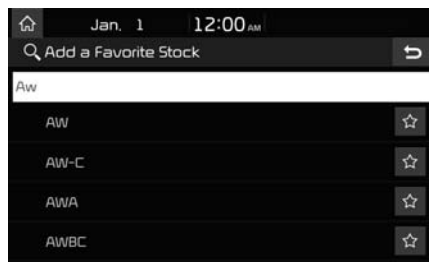 Jan. 1 12:00 AM
Add a Favorite Stock
Aw
AW
AW-C
AWA
AWBC